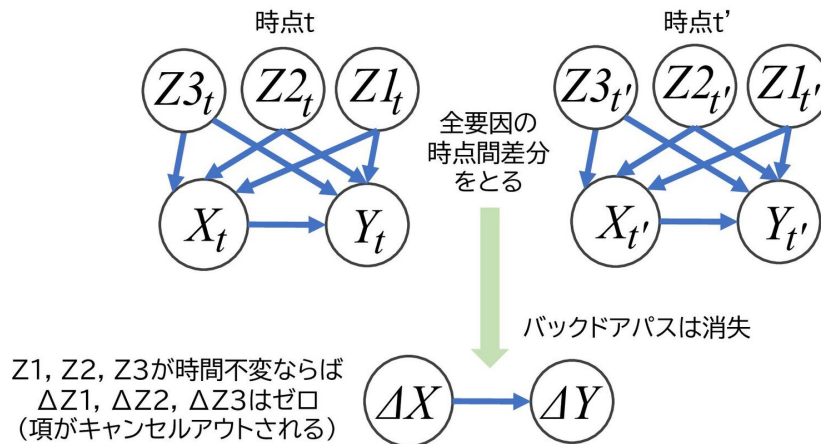 時点t
時点t'
Z3t
Z2t
Z1t
Z3t'
Z2t'
Z1t'
全要因の
時点間差分
をとる
Xt
Yt
Xt'
Yt'
バックドアパスは消失
Z1, Z2, Z3が時間不変ならば
ΔZ1, ΔZ2, ΔZ3はゼロ
（項がキャンセルアウトされる）
ΔX
ΔY